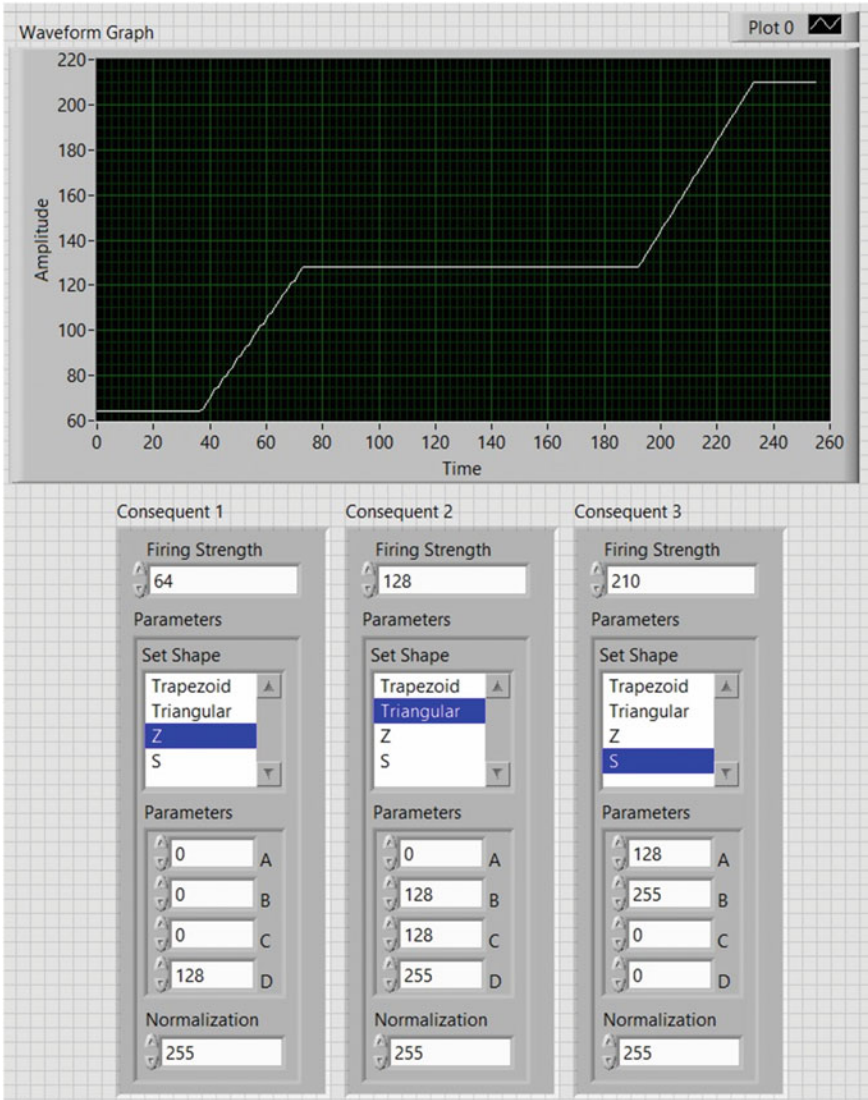 Waveform Graph
Plot 0
220
200
180
160
140
120
100
80
60
Amplitude
0 20 40 60 80 100 120 140 160 180 200 220 240 260
Time
Consequent 1
Firing Strength
64
Parameters
Set Shape
Trapezoid
Triangular
Z
S
Parameters
0 A
0 B
0 C
128 D
Normalization
255
Consequent 2
Firing Strength
128
Parameters
Set Shape
Trapezoid
Triangular
Z
S
Parameters
0 A
128 B
128 C
255 D
Normalization
255
Consequent 3
Firing Strength
210
Parameters
Set Shape
Trapezoid
Triangular
Z
S
Parameters
128 A
255 B
0 C
0 D
Normalization
255